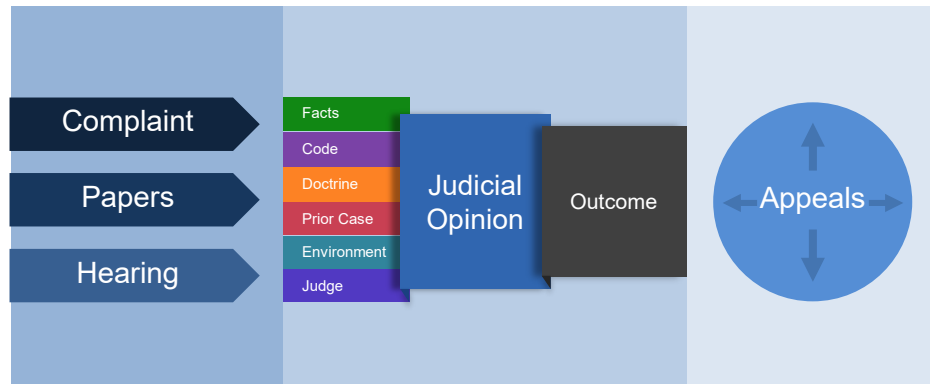 Complaint
Papers
Hearing
Facts
Code
Doctrine
Prior Case
Environment
Judge
Judicial
Opinion
Outcome
Appeals